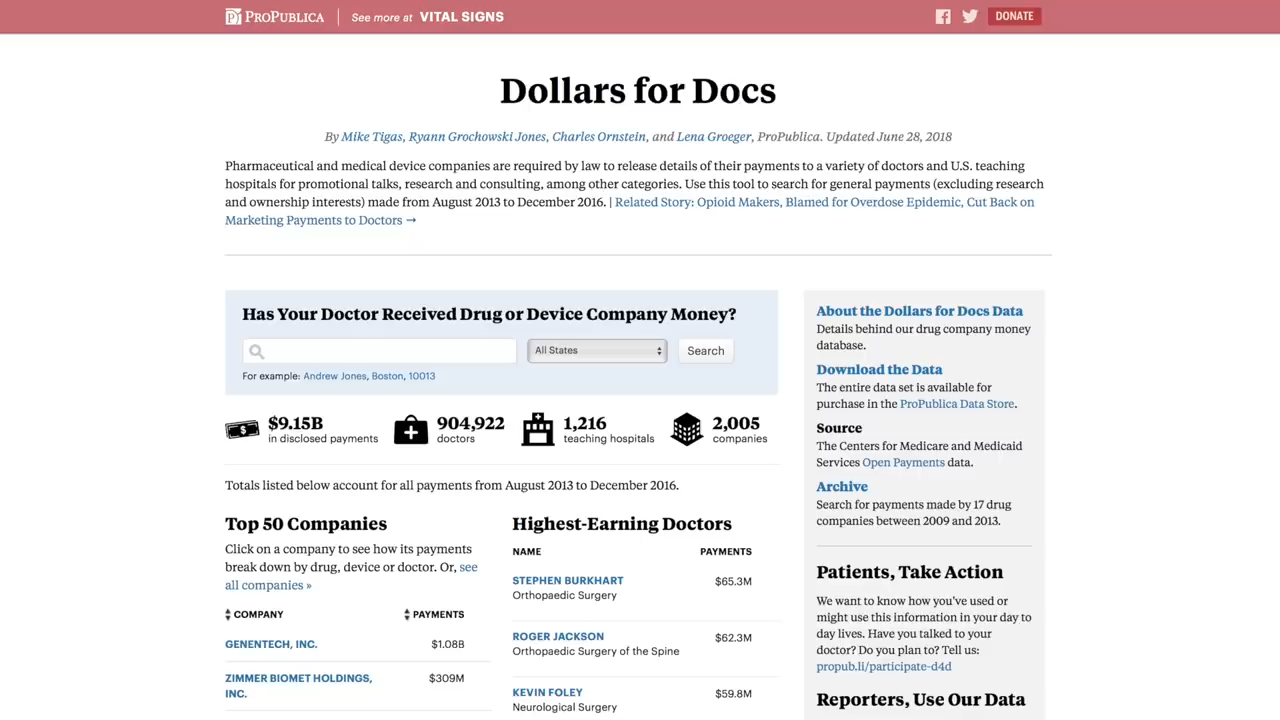 ProPublica
See more at VITAL SIGNS
DONATE
Dollars for Docs
By Mike Tigas, Ryann Grochowski Jones, Charles Ornstein, and Lena Groeger, ProPublica. Updated June 28, 2018
Pharmaceutical and medical device companies are required by law to release details of their payments to a variety of doctors and U.S. teaching
hospitals for promotional talks, research and consulting, among other categories. Use this tool to search for general payments (excluding research
and ownership interests) made from August 2013 to December 2016. | Related Story: Opioid Makers, Blamed for Overdose Epidemic, Cut Back on
Marketing Payments to Doctors →
Has Your Doctor Received Drug or Device Company Money?
All States
Search
For example: Andrew Jones, Boston, 10013
$9.15B
in disclosed payments
904,922
doctors
1,216
teaching hospitals
2,005
companies
Totals listed below account for all payments from August 2013 to December 2016.
Top 50 Companies
Click on a company to see how its payments
break down by drug, device or doctor. Or, see
all companies »
COMPANY PAYMENTS
GENENTECH, INC. $1.08B
ZIMMER BIOMET HOLDINGS, $309M
INC.
Highest-Earning Doctors
NAME PAYMENTS
STEPHEN BURKHART $65.3M
Orthopaedic Surgery
ROGER JACKSON $62.3M
Orthopaedic Surgery of the Spine
KEVIN FOLEY $59.8M
Neurological Surgery
About the Dollars for Docs Data
Details behind our drug company money
database.
Download the Data
The entire data set is available for
purchase in the ProPublica Data Store.
Source
The Centers for Medicare and Medicaid
Services Open Payments data.
Archive
Search for payments made by 17 drug
companies between 2009 and 2013.
Patients, Take Action
We want to know how you've used or
might use this information in your day to
day lives. Have you talked to your
doctor? Do you plan to? Tell us:
propub.li/participate-d4d
Reporters, Use Our Data